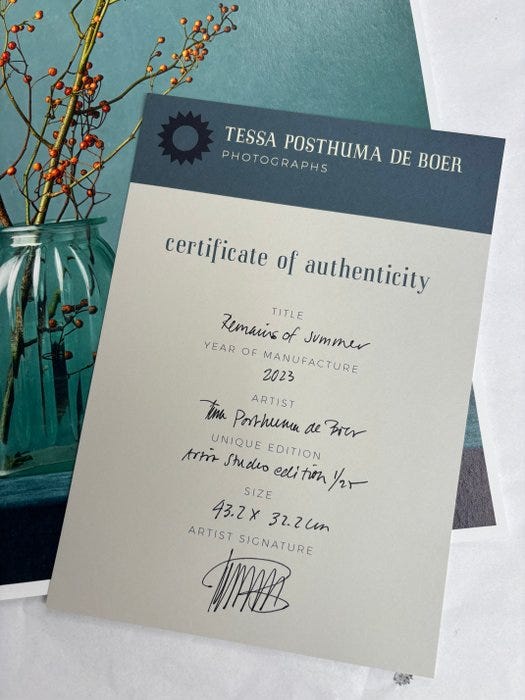 TESSA POSTHUMA DE BOER
PHOTOGRAPHS
certificate of authenticity
TITLE
Remains of summer
YEAR OF MANUFACTURE
2023
ARTIST
Tessa Posthuma de Boer
UNIQUE EDITION
Artist Studio edition 1/25
SIZE
43.2 x 32.2 cm
ARTIST SIGNATURE